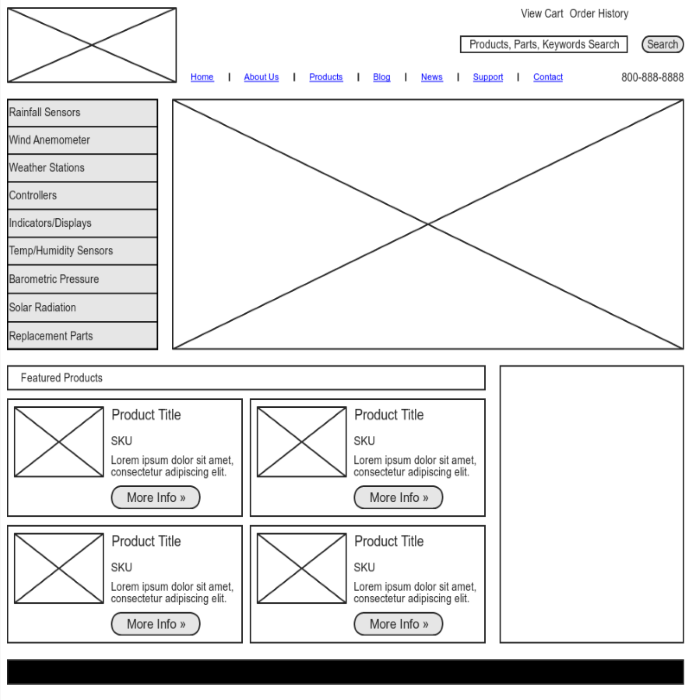 View Cart Order History
Products, Parts, Keywords Search
Search
Home | About Us | Products | Blog | News | Support | Contact
800-888-8888
Rainfall Sensors
Wind Anemometer
Weather Stations
Controllers
Indicators/Displays
Temp/Humidity Sensors
Barometric Pressure
Solar Radiation
Replacement Parts
Featured Products
Product Title
SKU
Lorem ipsum dolor sit amet,
consectetur adipiscing elit.
More Info »
Product Title
SKU
Lorem ipsum dolor sit amet,
consectetur adipiscing elit.
More Info »
Product Title
SKU
Lorem ipsum dolor sit amet,
consectetur adipiscing elit.
More Info »
Product Title
SKU
Lorem ipsum dolor sit amet,
consectetur adipiscing elit.
More Info »